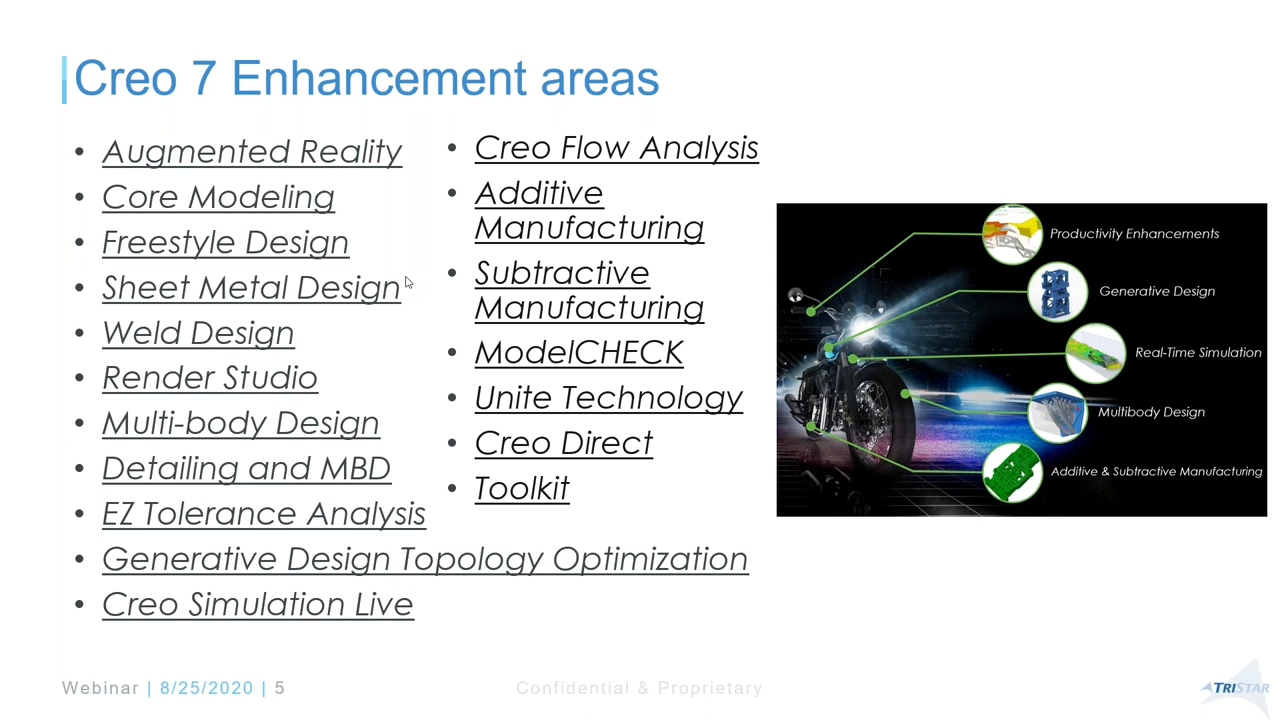 Creo 7 Enhancement areas
• Augmented Reality
• Core Modeling
• Freestyle Design
• Sheet Metal Design
• Weld Design
• Render Studio
• Multi-body Design
• Detailing and MBD
• EZ Tolerance Analysis
• Generative Design Topology Optimization
• Creo Simulation Live
• Creo Flow Analysis
• Additive
Manufacturing
• Subtractive
Manufacturing
• ModelCHECK
• Unite Technology
• Creo Direct
• Toolkit
Productivity Enhancements
Generative Design
Real-Time Simulation
Multibody Design
Additive & Subtractive Manufacturing
Webinar | 8/25/2020 | 5
Confidential & Proprietary
TRISTAR